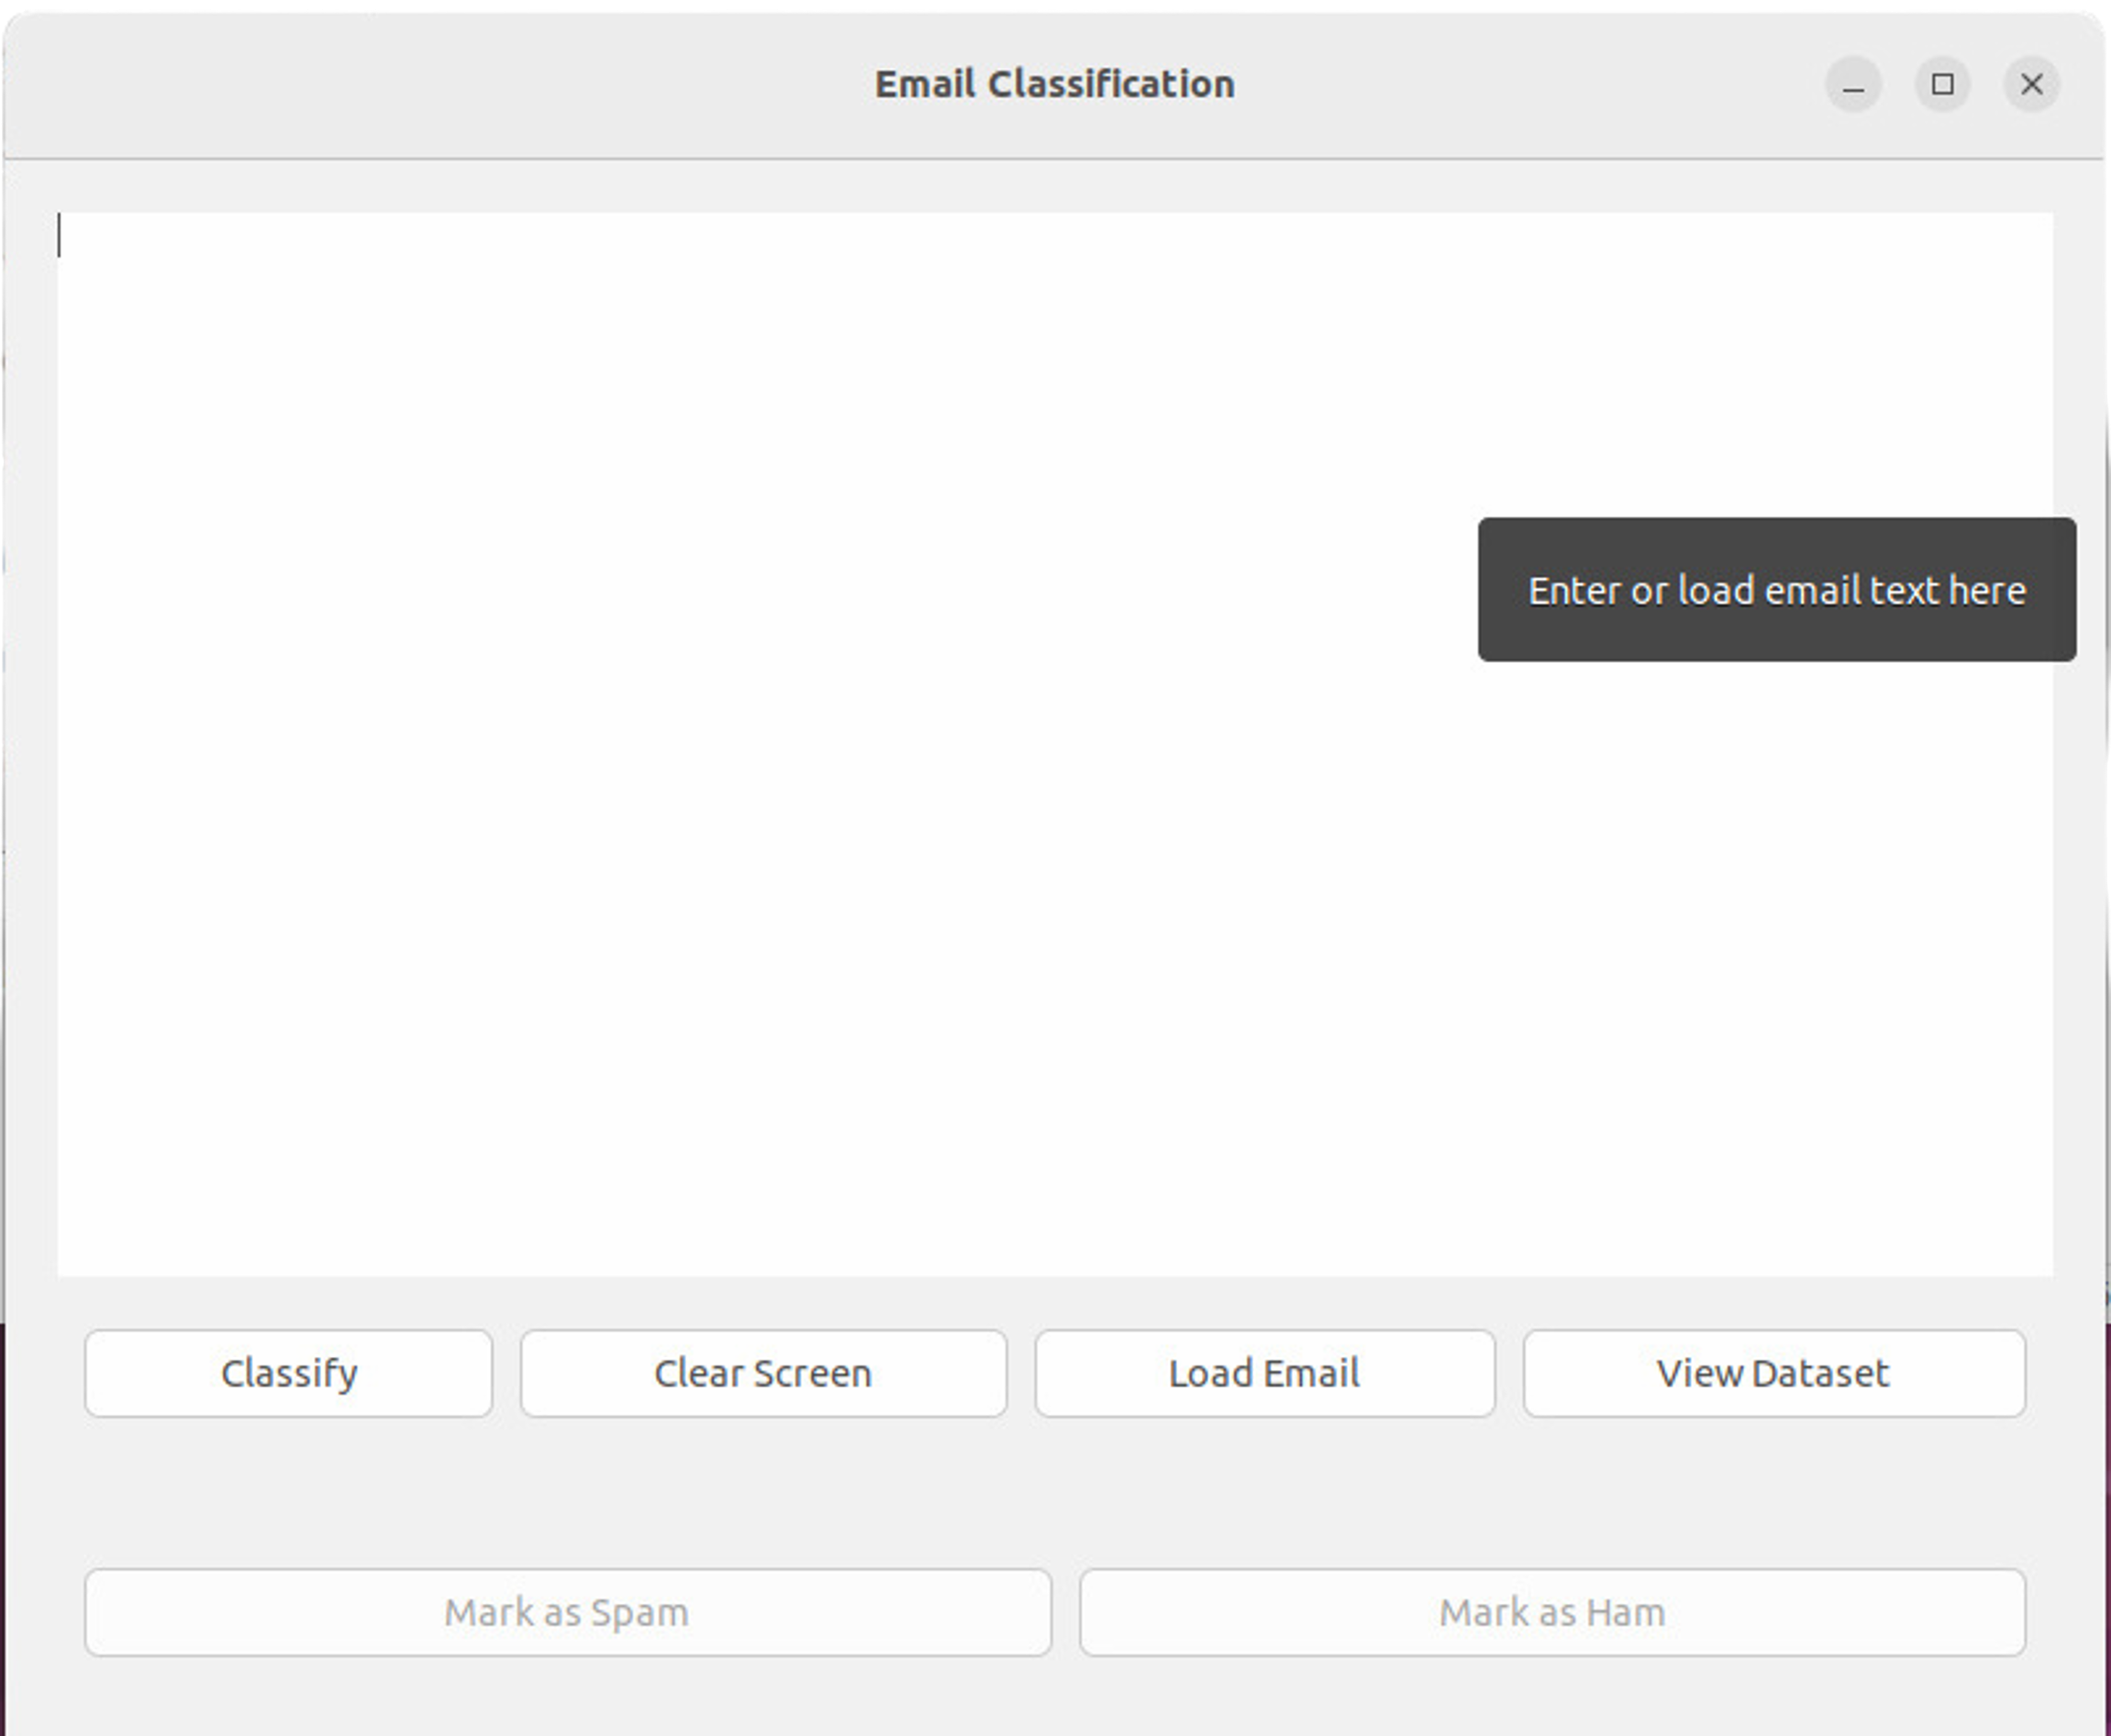 Email Classification
Enter or load email text here
Classify Clear Screen Load Email View Dataset
Mark as Spam Mark as Ham